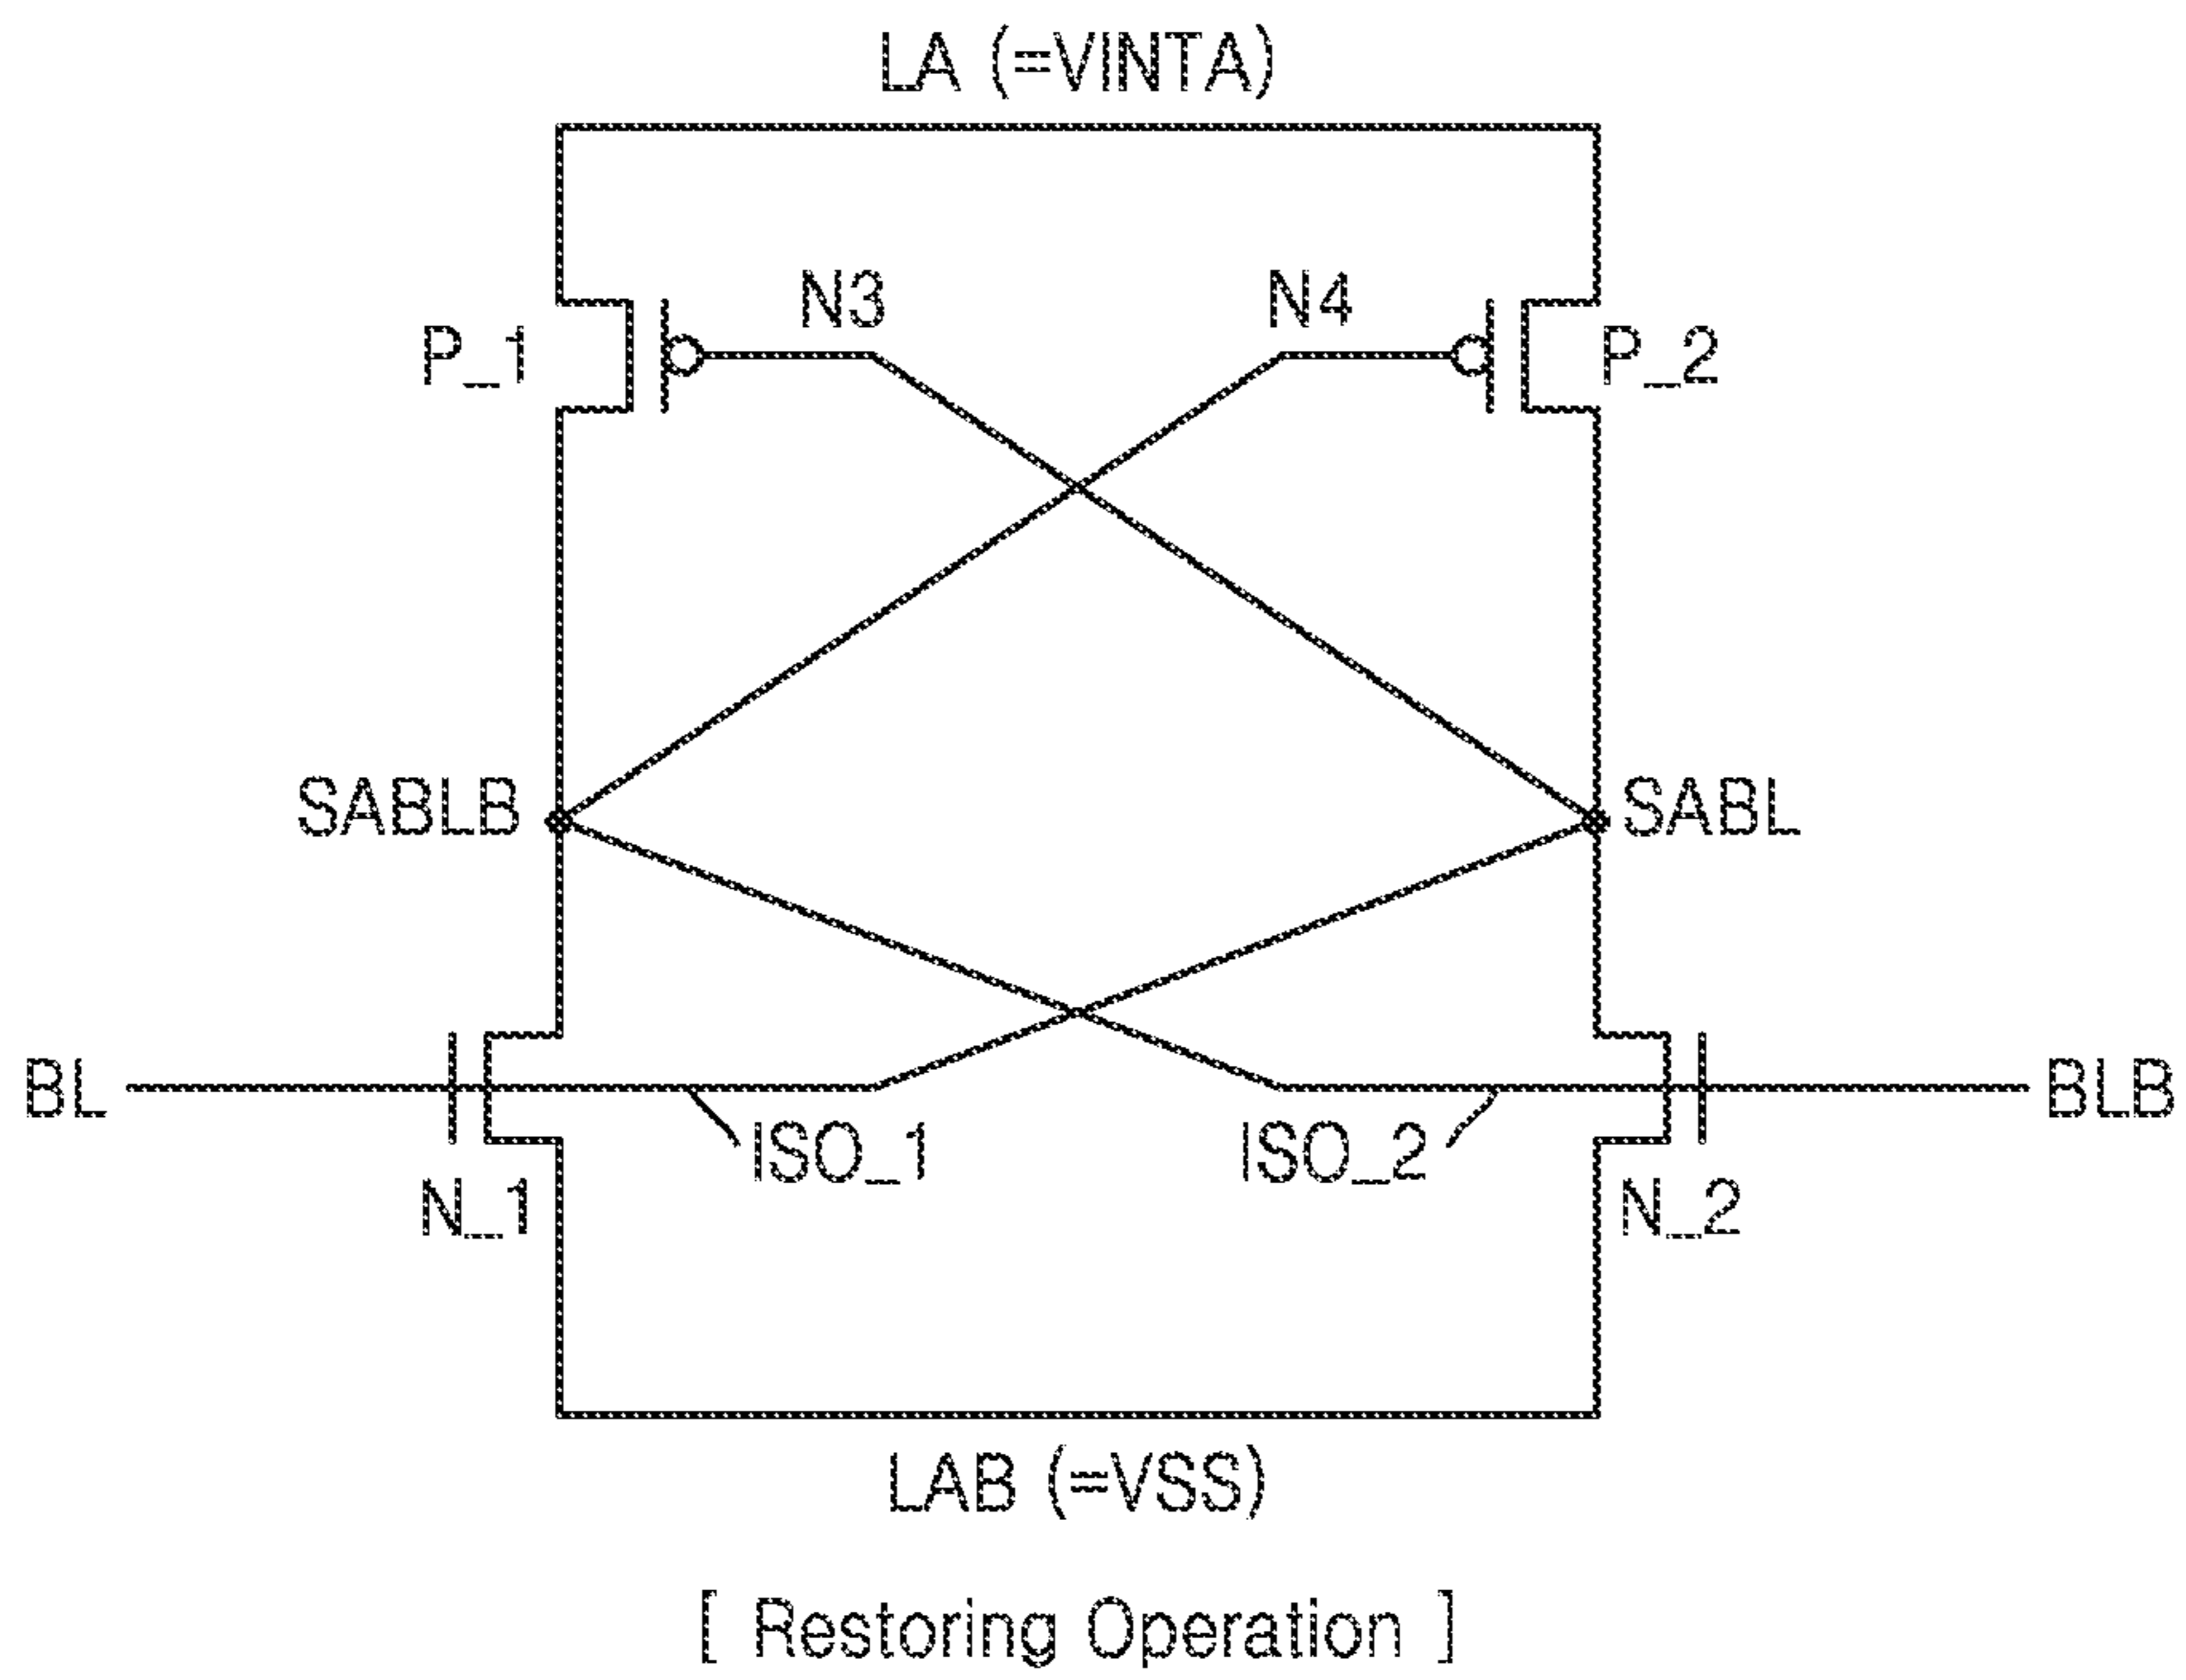 LA (=VINTA)
N3
N4
P_1
P_2
SABLB
SABL
BL
BLB
ISO_1
ISO_2
N_1
N_2
LAB (=VSS)
[ Restoring Operation ]